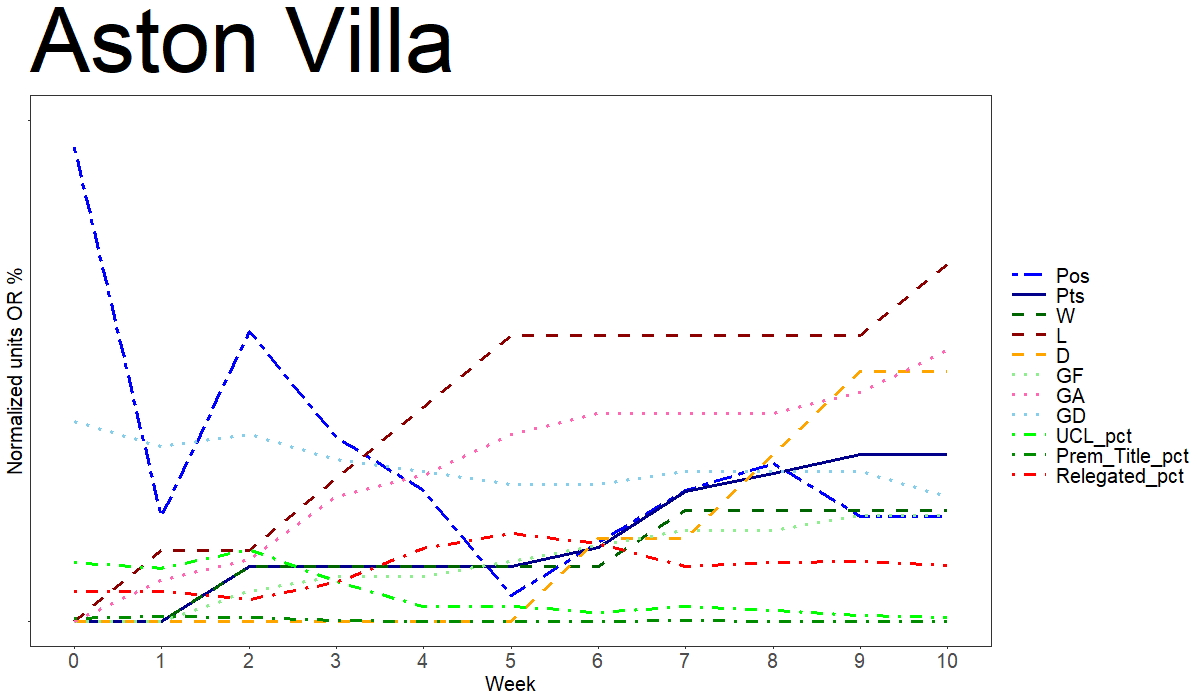 Aston Villa
Normalized units OR %
0 1 2 3 4 5 6 7 8 9 10
Week
Pos
Pts
W
L
D
GF
GA
GD
UCL_pct
Prem_Title_pct
Relegated_pct